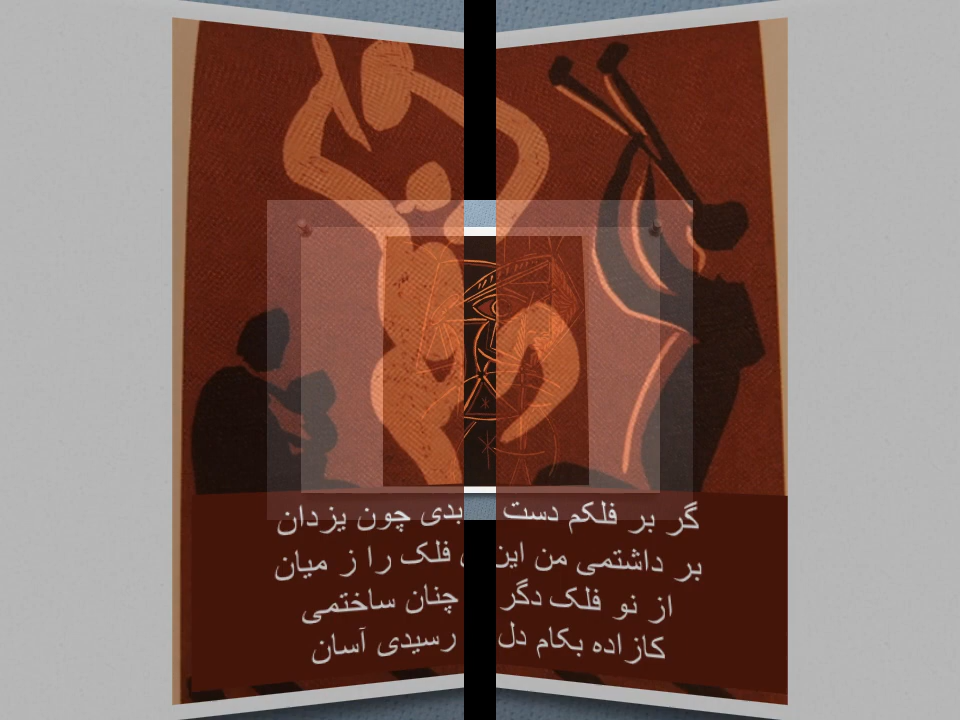 گر بر فلکم دست بدی چون یزدان
بر داشتمی من این فلک را ز میان
از نو فلک دگر چنان ساختمی
کازاده بکام دل رسیدی آسان